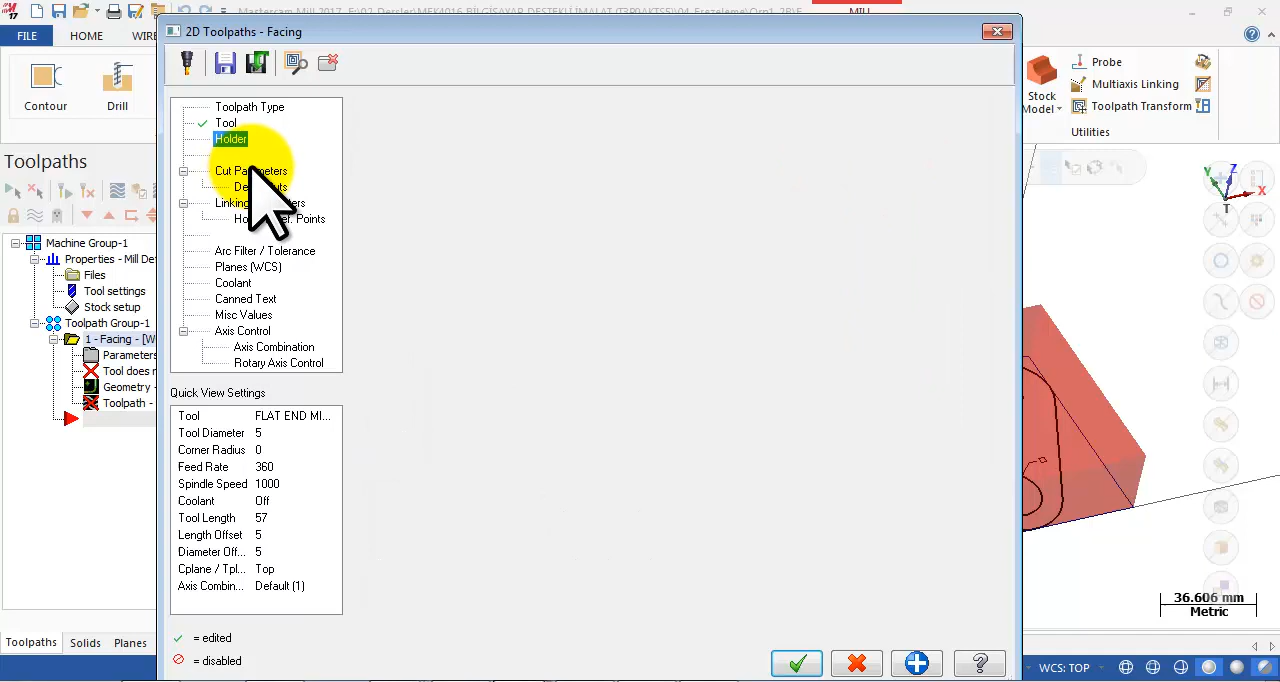 17
2D Toolpaths - Facing
MILL
FILE
HOME
WIRE
Contour
Drill
Stock
Model
Probe
Multiaxis Linking
Toolpath Transform
Utilities
Toolpaths
Machine Group-1
Properties - Mill De
Files
Tool settings
Stock setup
Toolpath Group-1
1 - Facing - [W
Parameters
Tool does n
Geometry -
Toolpath -
Toolpath Type
Tool
Holder
Cut Parameters
Linking
Points
Arc Filter / Tolerance
Planes (WCS)
Coolant
Canned Text
Misc Values
Axis Control
Axis Combination
Rotary Axis Control
Quick View Settings
Tool FLAT END MI...
Tool Diameter 5
Corner Radius 0
Feed Rate 360
Spindle Speed 1000
Coolant Off
Tool Length 57
Length Offset 5
Diameter Off... 5
Cplane / Tpl... Top
Axis Combin... Default (1)
= edited
= disabled
Y Z
X
T
36.606 mm
Metric
Toolpaths Solids Planes
WCS: TOP